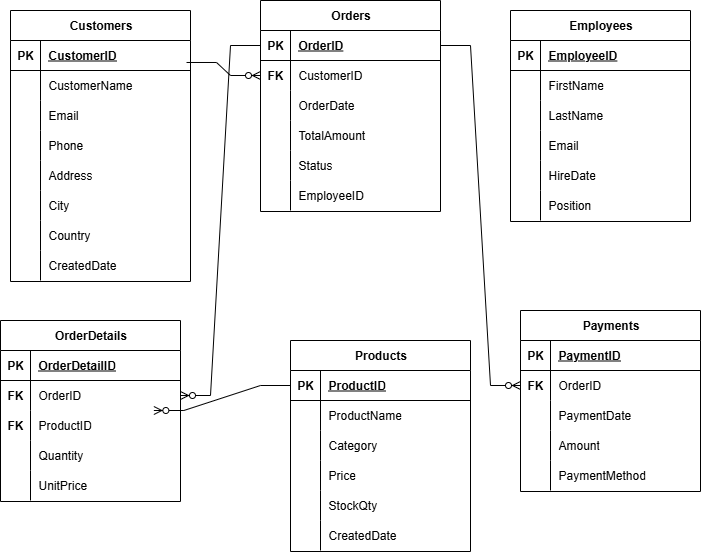 Customers
PK CustomerID
CustomerName
Email
Phone
Address
City
Country
CreatedDate
Orders
PK OrderID
FK CustomerID
OrderDate
TotalAmount
Status
EmployeeID
Employees
PK EmployeeID
FirstName
LastName
Email
HireDate
Position
OrderDetails
PK OrderDetailID
FK OrderID
FK ProductID
Quantity
UnitPrice
Products
PK ProductID
ProductName
Category
Price
StockQty
CreatedDate
Payments
PK PaymentID
FK OrderID
PaymentDate
Amount
PaymentMethod